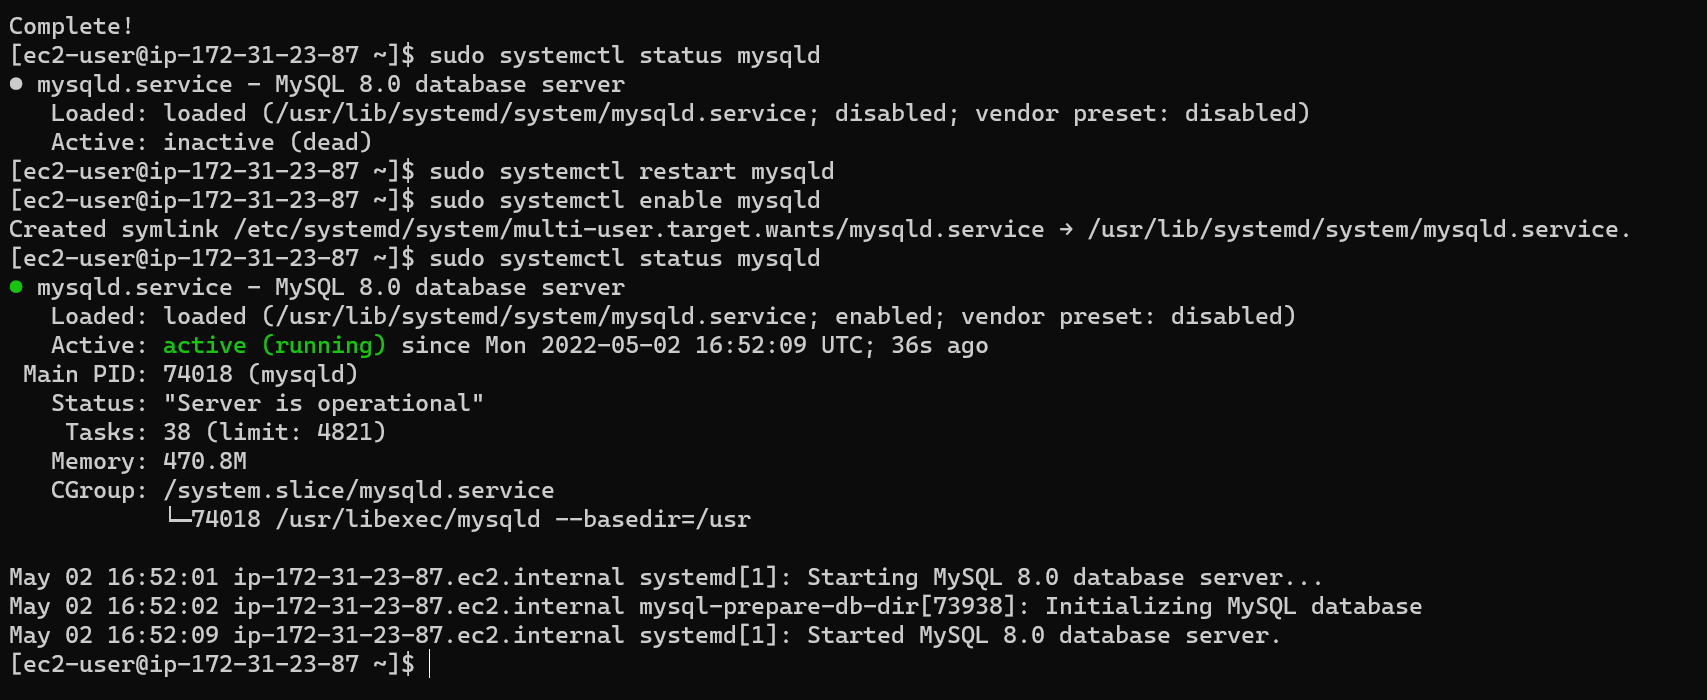 Complete!
[ec2-user@ip-172-31-23-87 ~]$ sudo systemctl status mysqld
● mysqld.service - MySQL 8.0 database server
   Loaded: loaded (/usr/lib/systemd/system/mysqld.service; disabled; vendor preset: disabled)
   Active: inactive (dead)
[ec2-user@ip-172-31-23-87 ~]$ sudo systemctl restart mysqld
[ec2-user@ip-172-31-23-87 ~]$ sudo systemctl enable mysqld
Created symlink /etc/systemd/system/multi-user.target.wants/mysqld.service → /usr/lib/systemd/system/mysqld.service.
[ec2-user@ip-172-31-23-87 ~]$ sudo systemctl status mysqld
● mysqld.service - MySQL 8.0 database server
   Loaded: loaded (/usr/lib/systemd/system/mysqld.service; enabled; vendor preset: disabled)
   Active: active (running) since Mon 2022-05-02 16:52:09 UTC; 36s ago
 Main PID: 74018 (mysqld)
   Status: "Server is operational"
    Tasks: 38 (limit: 4821)
   Memory: 470.8M
   CGroup: /system.slice/mysqld.service
           └─74018 /usr/libexec/mysqld --basedir=/usr

May 02 16:52:01 ip-172-31-23-87.ec2.internal systemd[1]: Starting MySQL 8.0 database server...
May 02 16:52:02 ip-172-31-23-87.ec2.internal mysql-prepare-db-dir[73938]: Initializing MySQL database
May 02 16:52:09 ip-172-31-23-87.ec2.internal systemd[1]: Started MySQL 8.0 database server.
[ec2-user@ip-172-31-23-87 ~]$